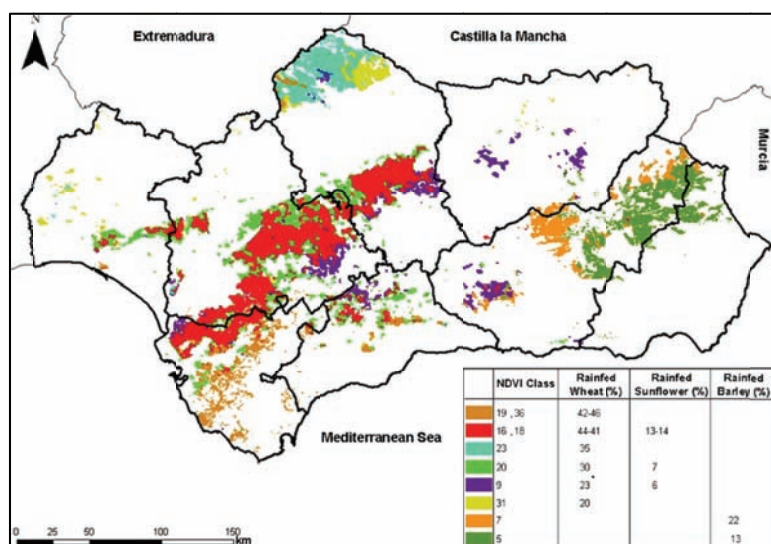 N
Extremadura
Castilla la Mancha
Murcia
Mediterranean Sea
NDVI Class Rainfed Wheat (%) Rainfed Sunflower (%) Rainfed Barley (%)
19 , 36 42-46
16 , 18 44-41 13-14
23 35
20 30 7
9 23 6
31 20
7 22
5 13
0 25 50 100 150
km